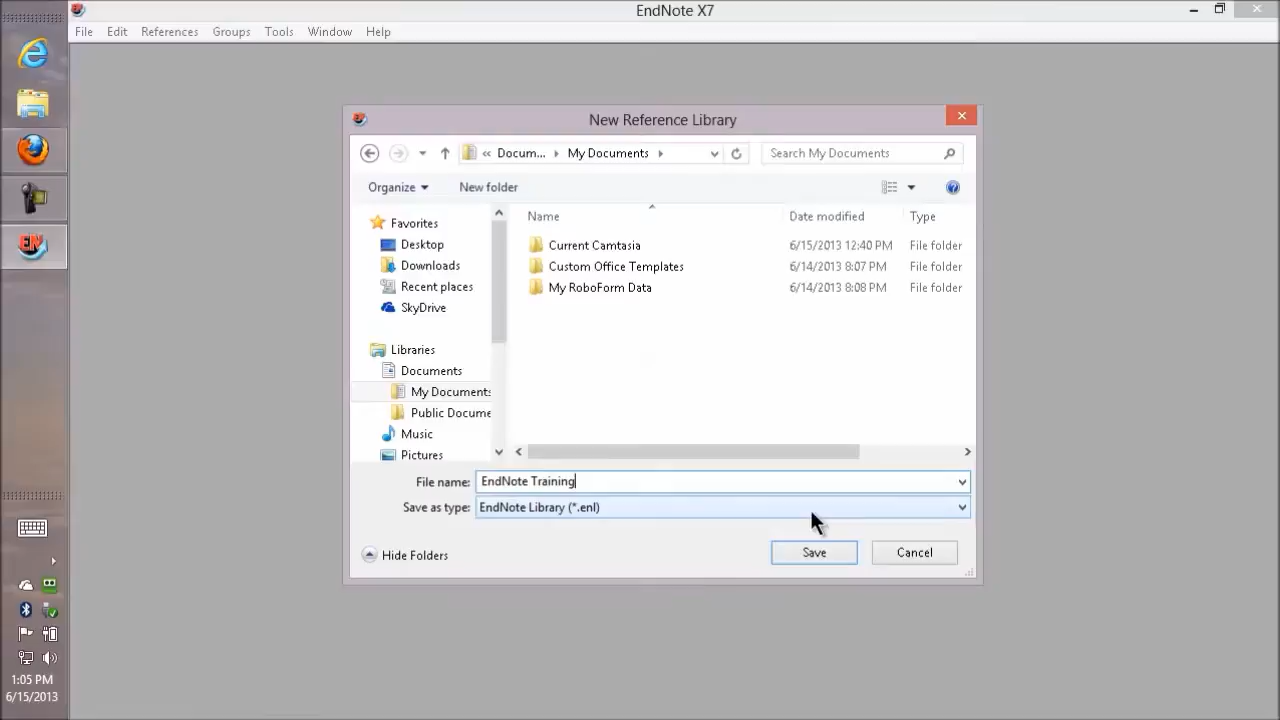 EndNote X7
File Edit References Groups Tools Window Help
New Reference Library
« Docum... My Documents Search My Documents
Organize New folder
Name Date modified Type
Favorites
Desktop
Downloads
Recent places
SkyDrive
Libraries
Documents
My Documents
Public Docume
Music
Pictures
Current Camtasia 6/15/2013 12:40 PM File folder
Custom Office Templates 6/14/2013 8:07 PM File folder
My RoboForm Data 6/14/2013 8:08 PM File folder
File name: EndNote Training
Save as type: EndNote Library (*.enl)
Hide Folders Save Cancel
EN
1:05 PM
6/15/2013